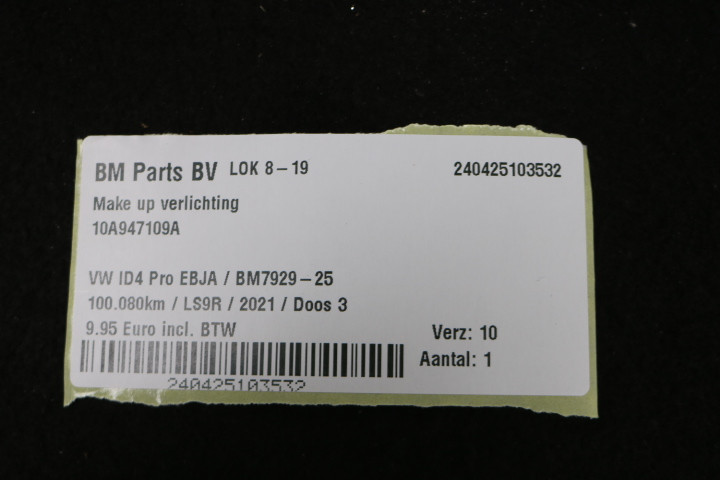 BM Parts BV LOK 8-19 240425103532
Make up verlichting
10A947109A
VW ID4 Pro EBJA / BM7929-25
100.080km / LS9R / 2021 / Doos 3
9.95 Euro incl. BTW
Verz: 10
Aantal: 1
240425103532